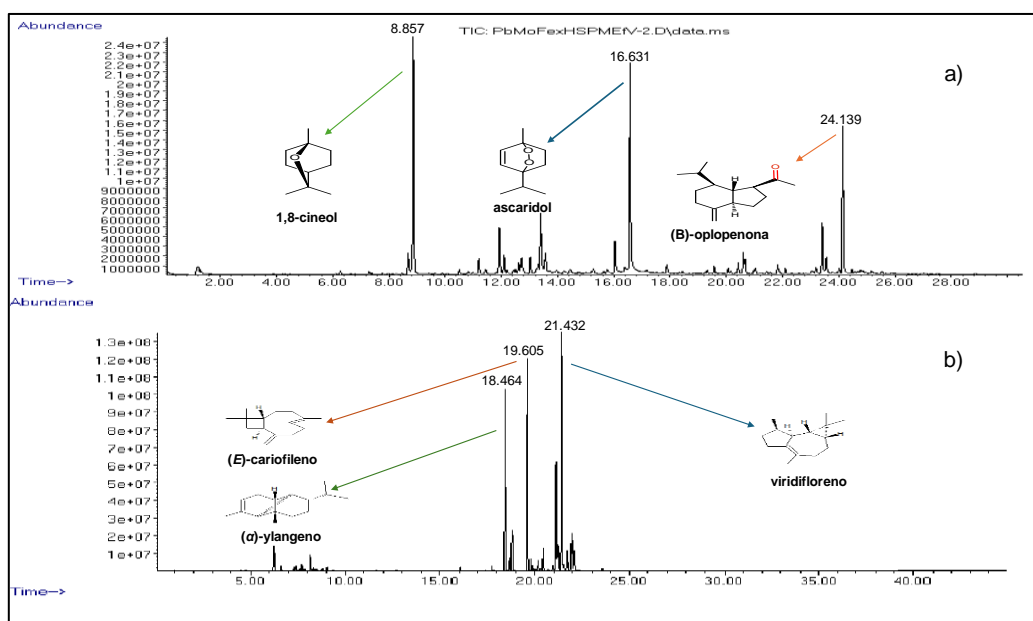 Abundance
TIC: PbMoFexHSPMEfV-2.D\data.ms
a)
8.857
16.631
24.139
2.4e+07
2.3e+07
2.2e+07
2.1e+07
2e+07
1.9e+07
1.8e+07
1.7e+07
1.6e+07
1.5e+07
1.4e+07
1.3e+07
1.2e+07
1.1e+07
1e+07
9000000
8000000
7000000
6000000
5000000
4000000
3000000
2000000
1000000
O
1,8-cineol
O
O
ascaridol
H
H
O
(B)-oplopenona
2.00 4.00 6.00 8.00 10.00 12.00 14.00 16.00 18.00 20.00 22.00 24.00 26.00 28.00
Time-->
Abundance
b)
21.432
19.605
18.464
1.3e+08
1.2e+08
1.1e+08
1e+08
9e+07
8e+07
7e+07
6e+07
5e+07
4e+07
3e+07
2e+07
1e+07
H
H
(E)-cariofileno
H
(α)-ylangeno
H
H
H
viridifloreno
5.00 10.00 15.00 20.00 25.00 30.00 35.00 40.00 45.00
Time-->